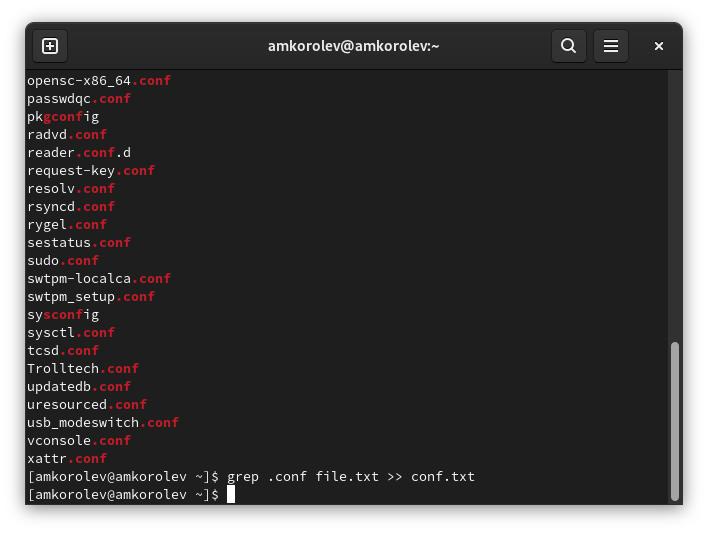 amkorolev@amkorolev:~
opensc-x86_64.conf
passwdqc.conf
pkgconfig
radvd.conf
reader.conf.d
request-key.conf
resolv.conf
rsyncd.conf
rygel.conf
sestatus.conf
sudo.conf
swtpm-localca.conf
swtpm_setup.conf
sysconfig
sysctl.conf
tcsd.conf
Trolltech.conf
updatedb.conf
uresourced.conf
usb_modeswitch.conf
vconsole.conf
xattr.conf
[amkorolev@amkorolev ~]$ grep .conf file.txt >> conf.txt
[amkorolev@amkorolev ~]$